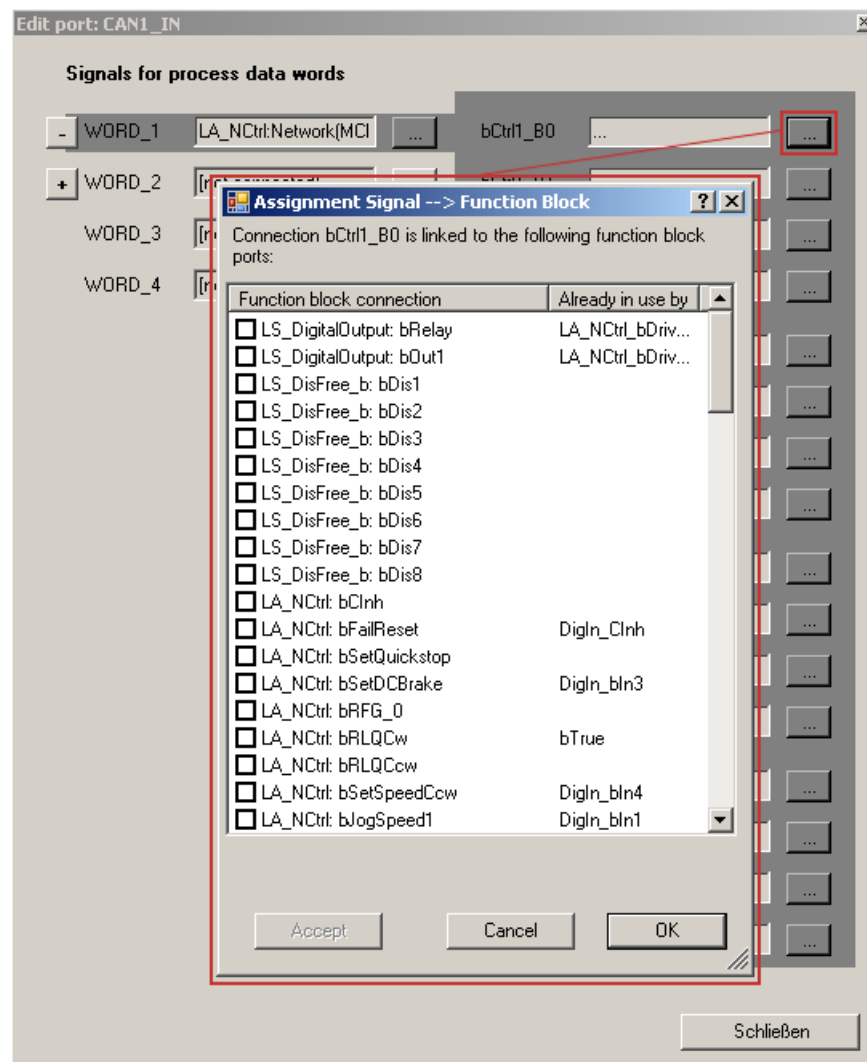 Edit port: CAN1_IN
Signals for process data words
- WORD_1 LA_NCtrl:Network(MCI ... bCtrl1_B0 ... ...
+ WORD_2 ...
WORD_3 ...
WORD_4 ...
Assignment Signal --> Function Block ?
Connection bCtrl1_B0 is linked to the following function block
ports:
Function block connection Already in use by
LS_DigitalOutput: bRelay LA_NCtrl_bDriv...
LS_DigitalOutput: bOut1 LA_NCtrl_bDriv...
LS_DisFree_b: bDis1
LS_DisFree_b: bDis2
LS_DisFree_b: bDis3
LS_DisFree_b: bDis4
LS_DisFree_b: bDis5
LS_DisFree_b: bDis6
LS_DisFree_b: bDis7
LS_DisFree_b: bDis8
LA_NCtrl: bCInh
LA_NCtrl: bFailReset DigIn_CInh
LA_NCtrl: bSetQuickstop
LA_NCtrl: bSetDCBrake DigIn_bIn3
LA_NCtrl: bRFG_0
LA_NCtrl: bRLQCw bTrue
LA_NCtrl: bRLQCcw
LA_NCtrl: bSetSpeedCcw DigIn_bIn4
LA_NCtrl: bJogSpeed1 DigIn_bIn1
...
...
...
...
...
...
...
...
...
...
...
...
Accept Cancel OK
Schließen